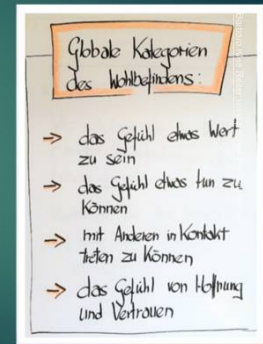 Globale Kategorien
des Wohlbefindens:
→ das Gefühl etwas Wert
zu sein
→ das Gefühl etwas tun zu
können
→ mit Anderen in Kontakt
treten zu können
→ das Gefühl von Hoffnung
und Vertrauen